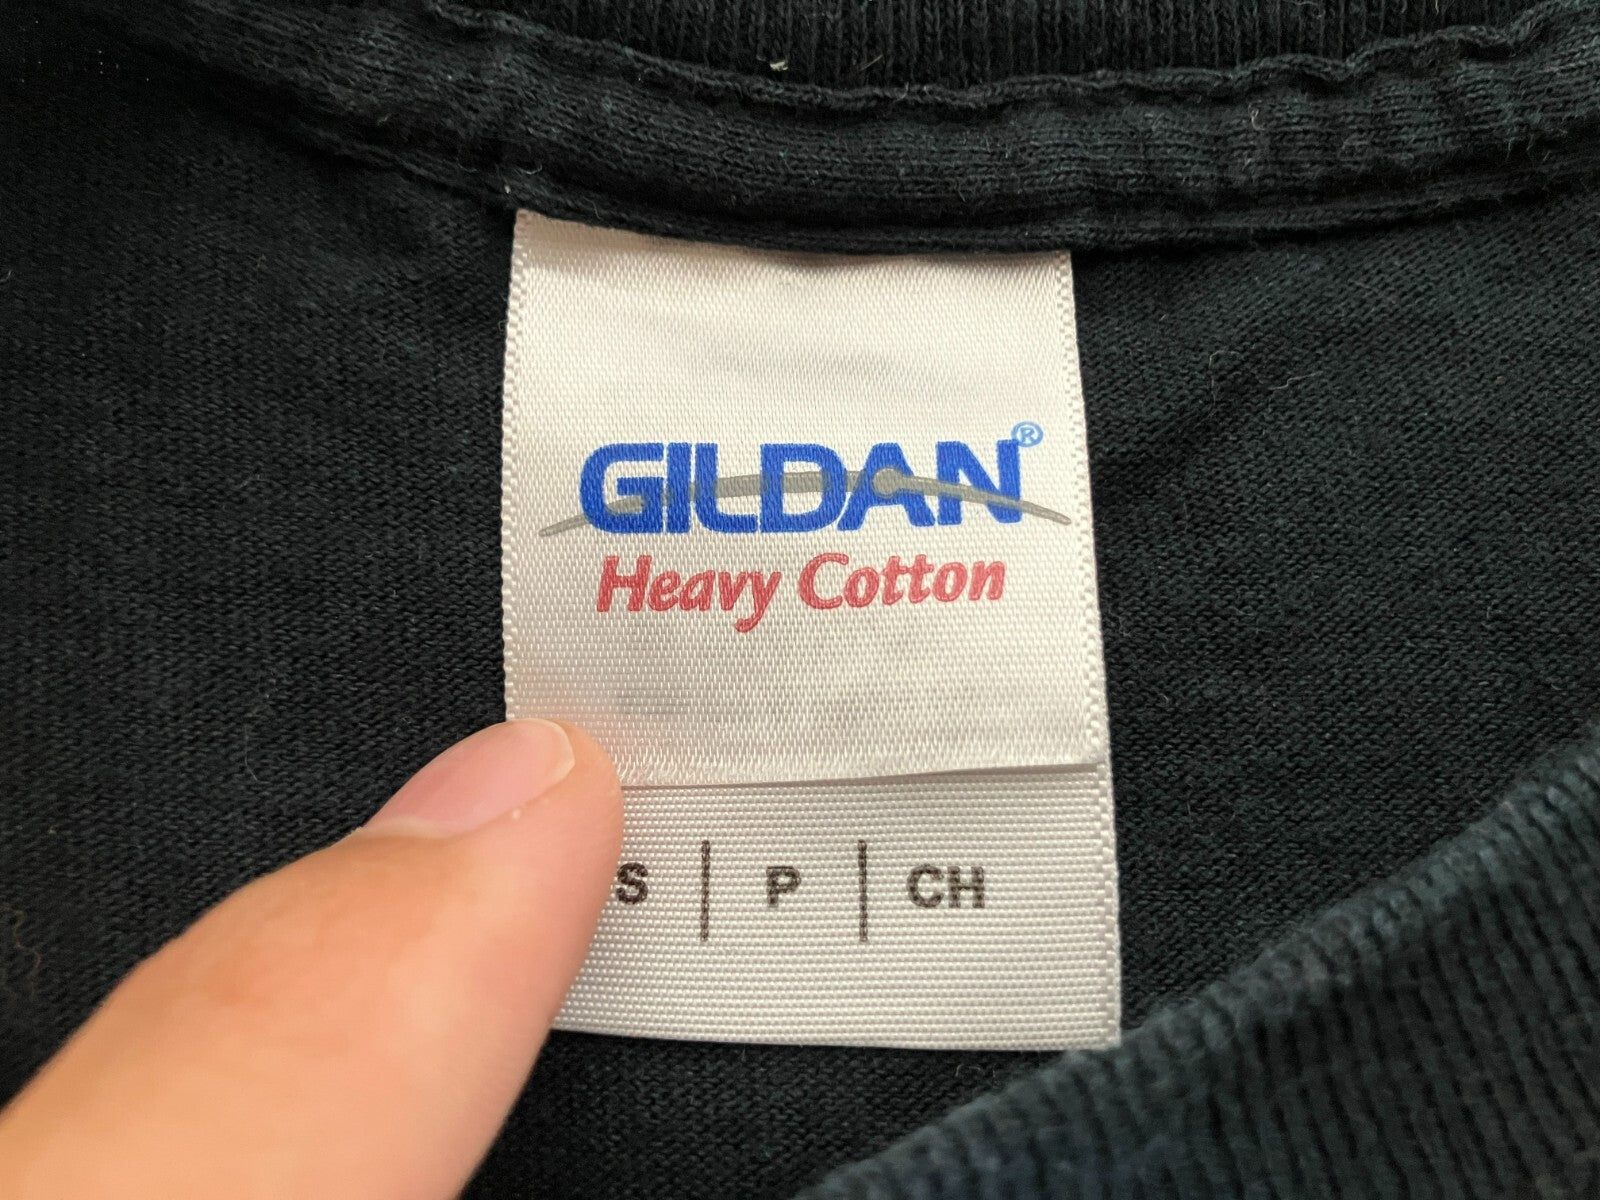 GILDAN®
Heavy Cotton
S | P | CH